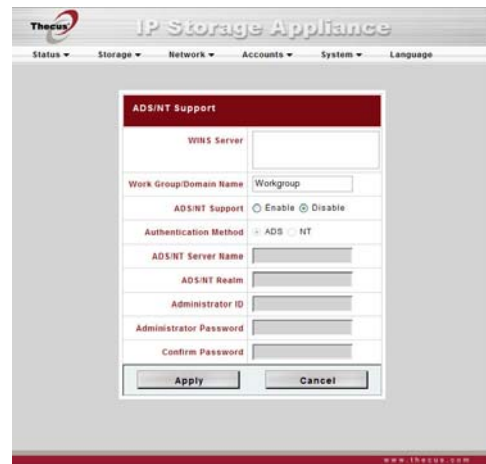 Thecus
IP Storage Appliance
Status Storage Network Accounts System Language
ADS/NT Support
WINS Server
Work Group/Domain Name Workgroup
ADS/NT Support Enable Disable
Authentication Method ADS NT
ADS/NT Server Name
ADS/NT Realm
Administrator ID
Administrator Password
Confirm Password
Apply Cancel
www.thecus.com